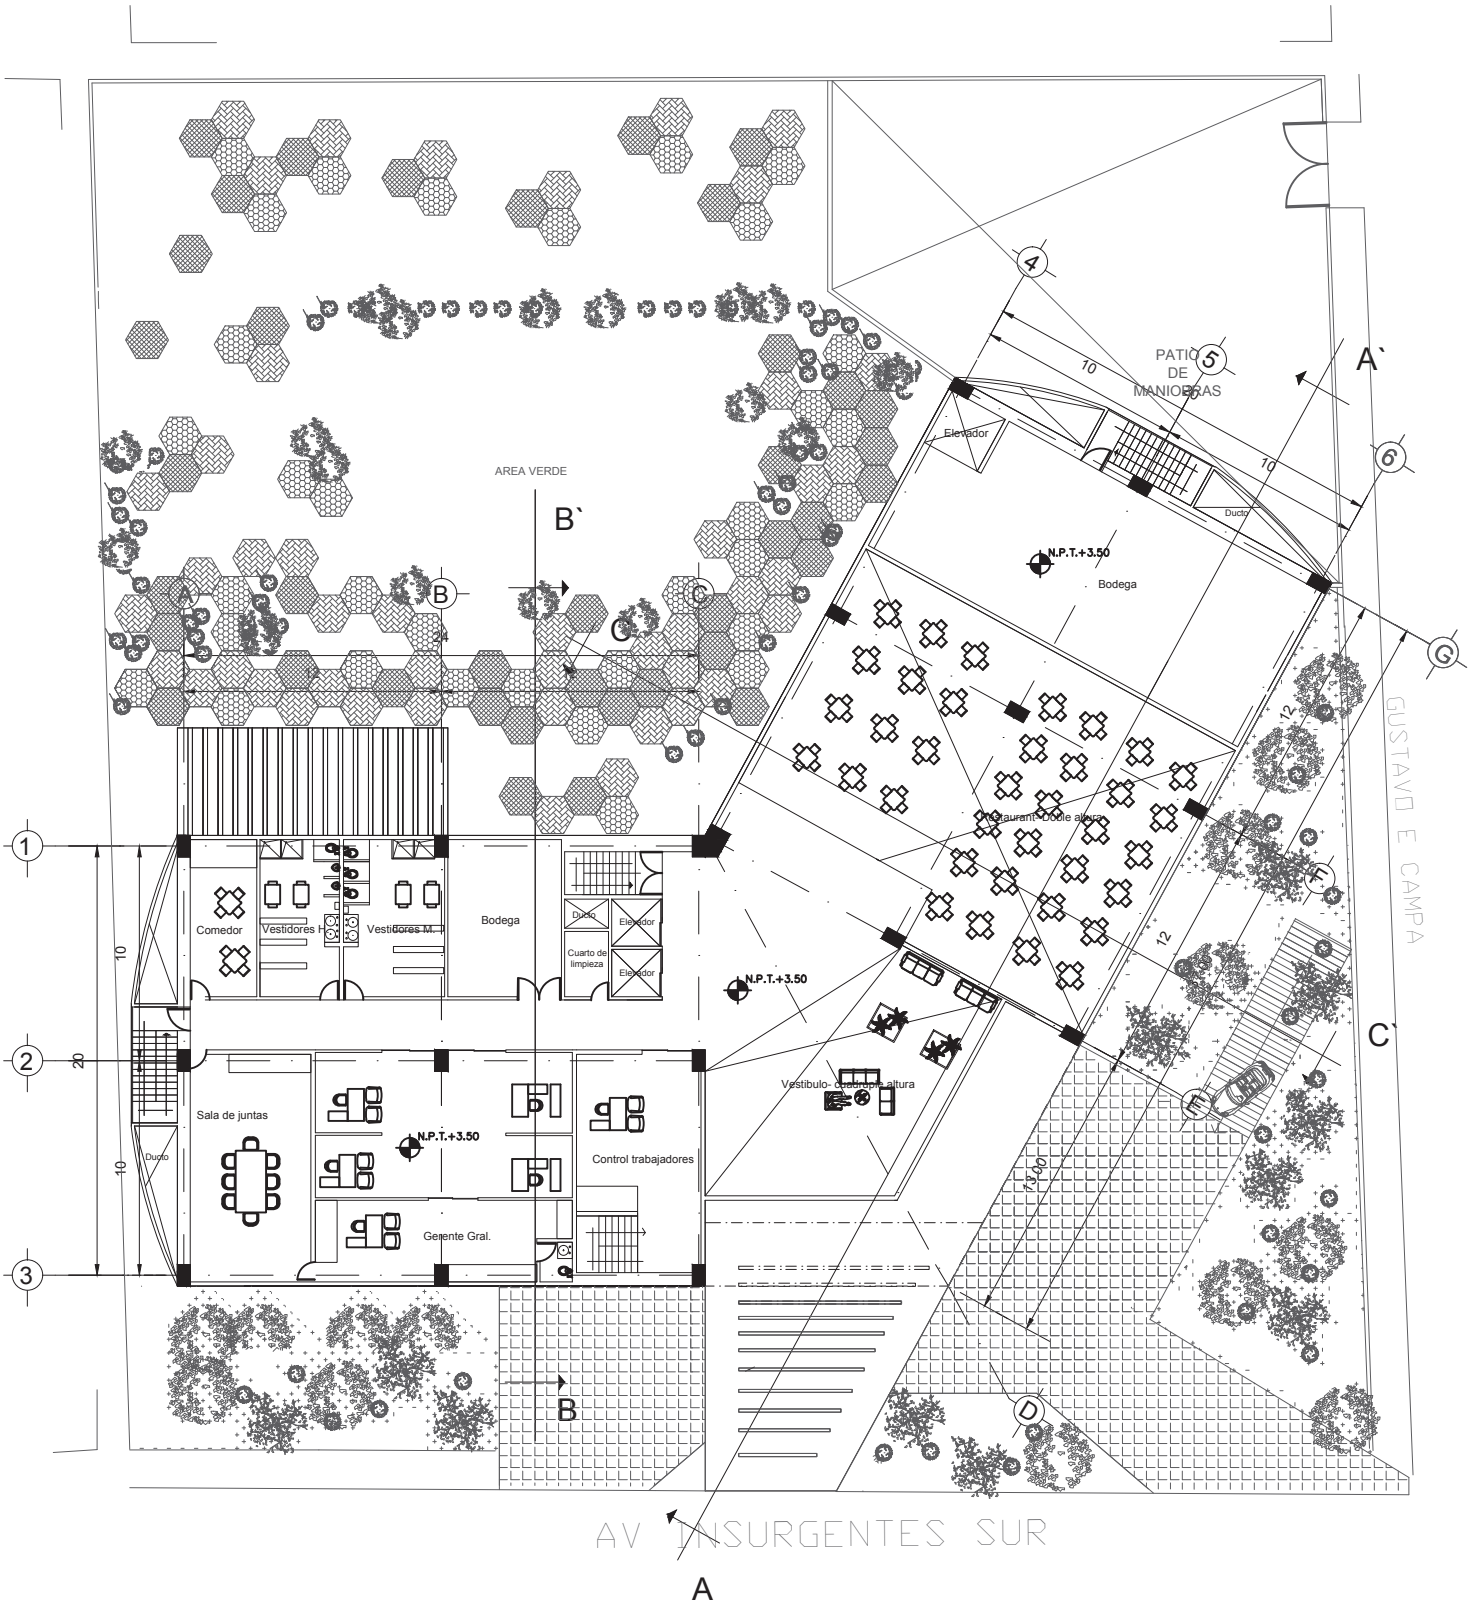 4
PATIO
DE
MANIOBRAS
5
A`
10
20
6
10
Elevador
Ducto
AREA VERDE
B`
N.P.T.+3.50
Bodega
A
B
C
24
C
12
G
12
GUSTAVO E CAMPA
Restaurant- Doble altura
1
F
Comedor
Vestidores H.
Vestidores M.
Bodega
Ducto
Elevador
Cuarto de
limpieza
Elevador
10
12
N.P.T.+3.50
C`
2
20
Vestibulo- cuadruple altura
E
Sala de juntas
N.P.T.+3.50
Control trabajadores
Ducto
10
13.00
Gerente Gral.
3
B
D
AV INSURGENTES SUR
A